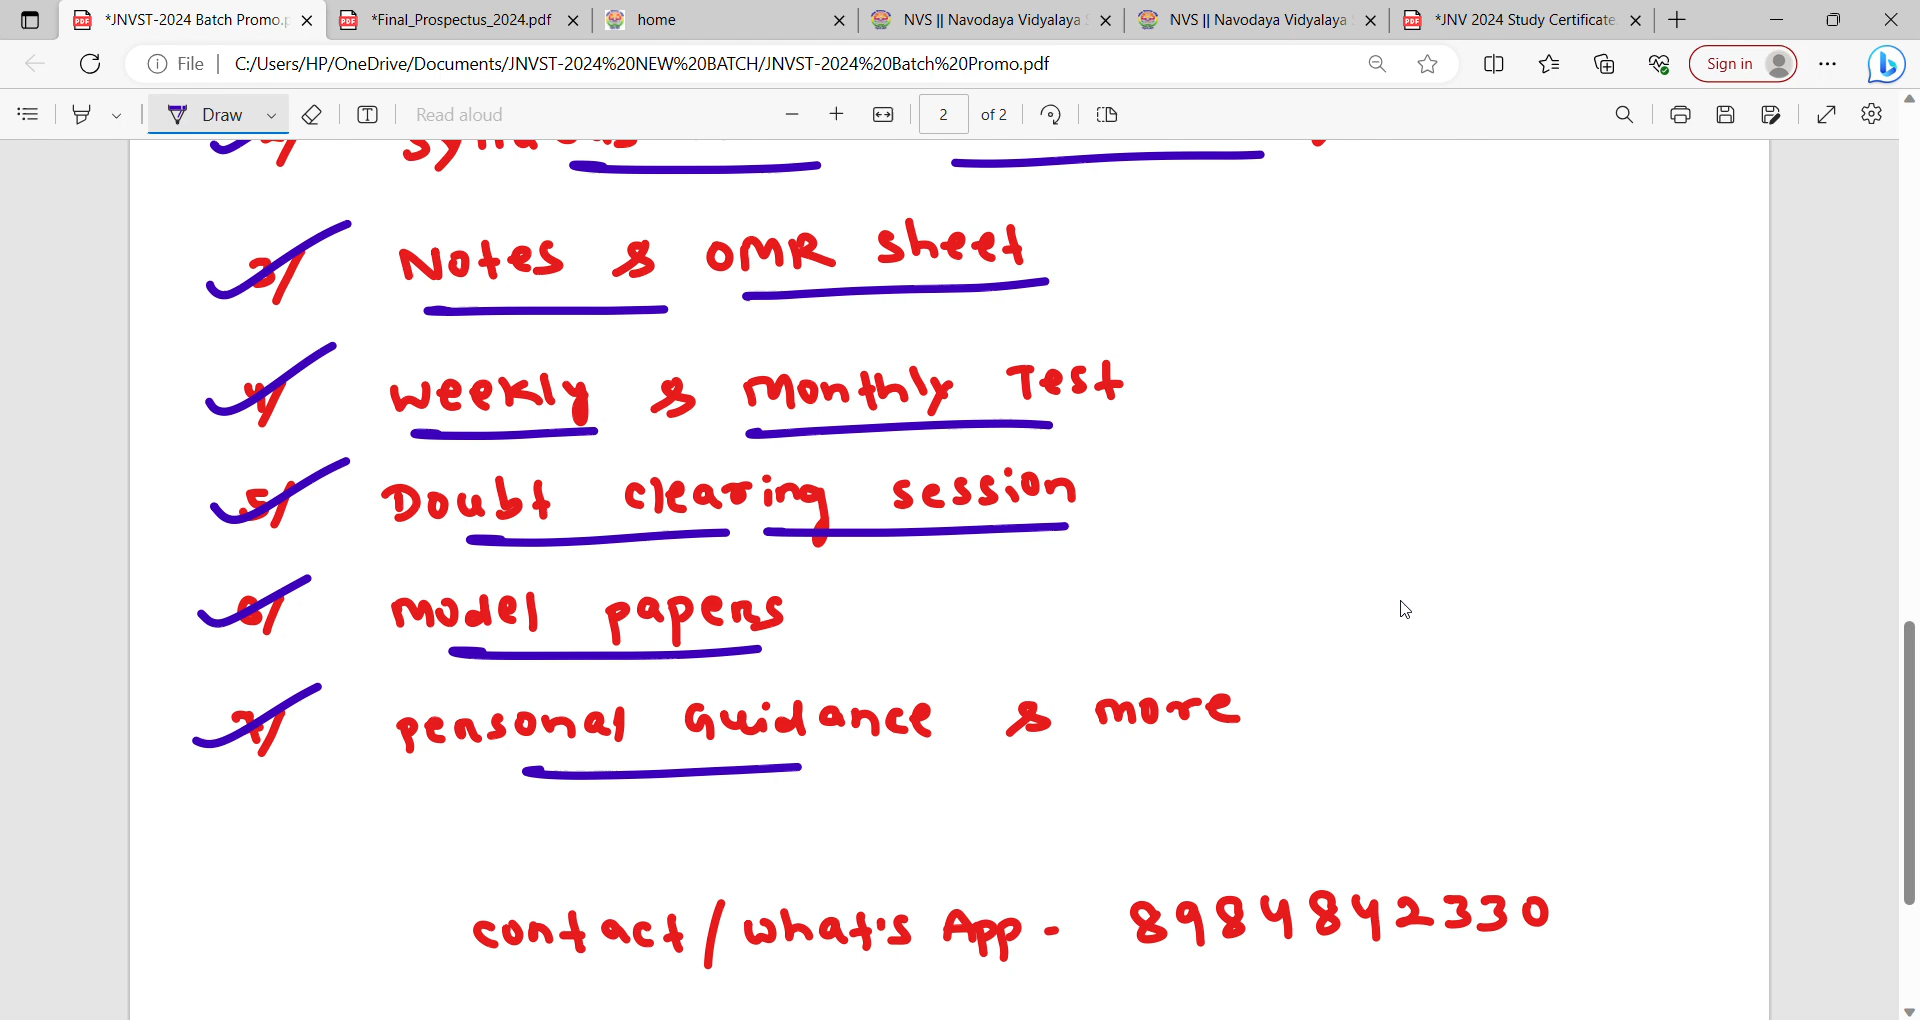 *JNVST-2024 Batch Promo.p
*Final_Prospectus_2024.pdf
home
NVS || Navodaya Vidyalaya S
NVS || Navodaya Vidyalaya S
*JNV 2024 Study Certificate.
File
C:/Users/HP/OneDrive/Documents/JNVST-2024%20NEW%20BATCH/JNVST-2024%20Batch%20Promo.pdf
Sign in
Draw
Read aloud
2 of 2
3/ Notes & OMR sheet
4/ weekly & Monthly Test
5/ Doubt clearing session
6/ model papers
7/ personal Guidance & more
contact/what's App - 8984842330